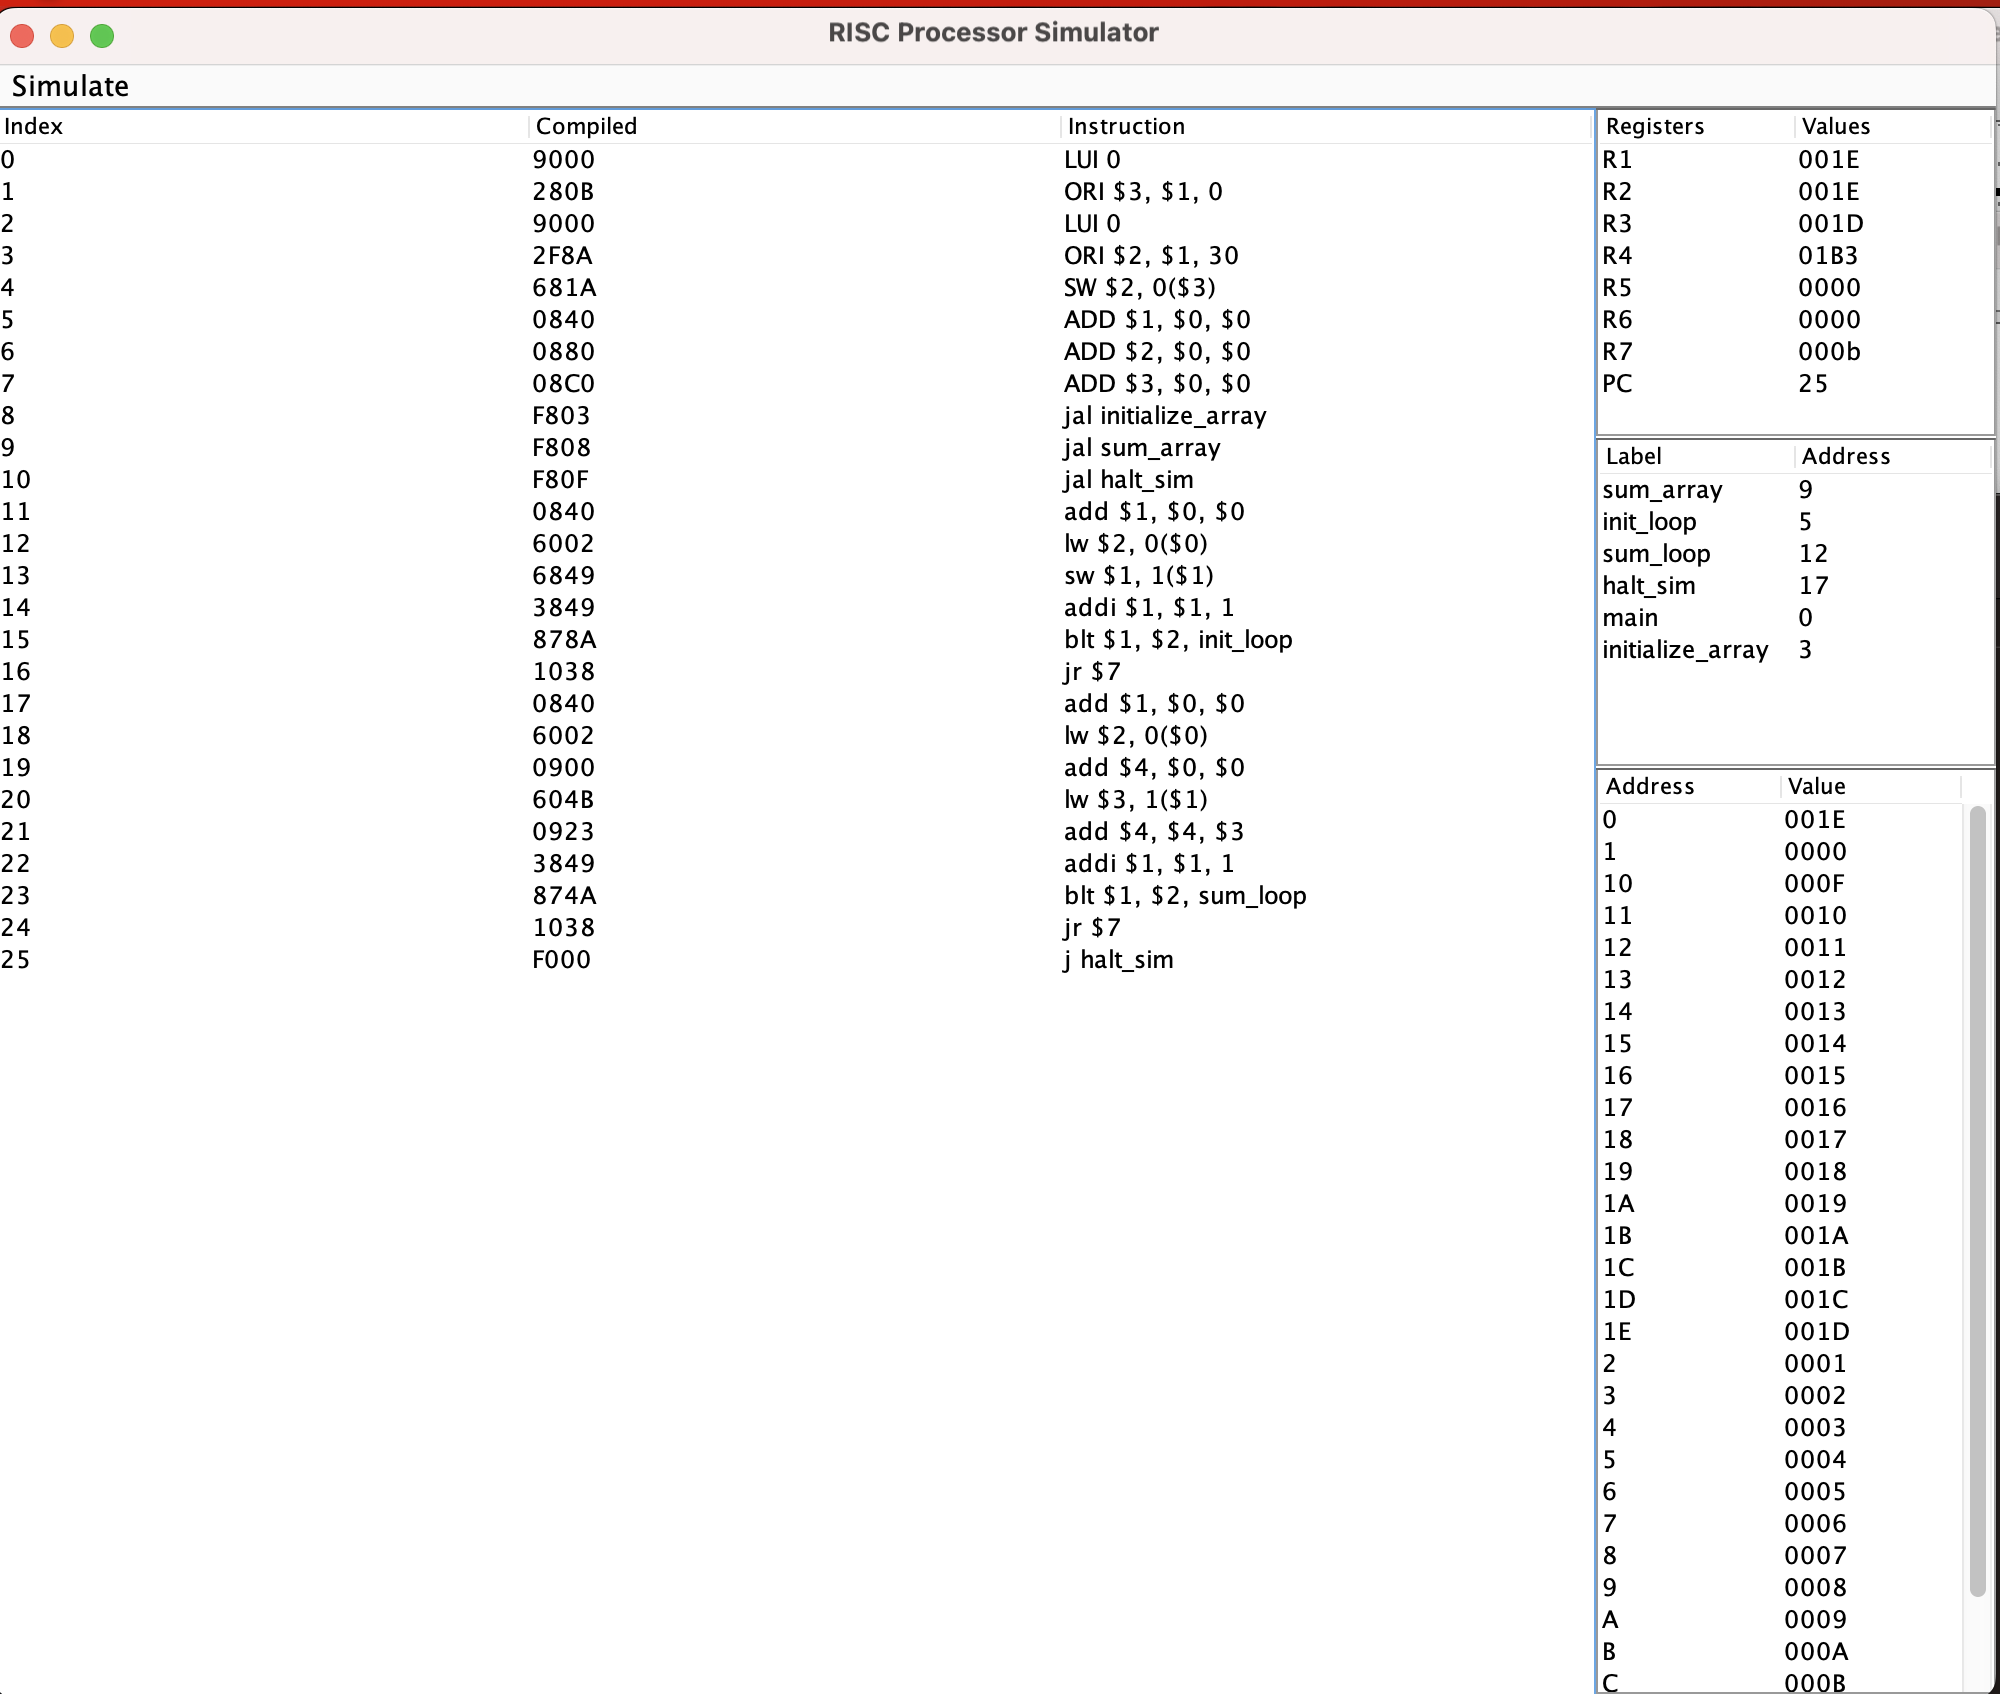 RISC Processor Simulator
Simulate
Index Compiled Instruction
0 9000 LUI 0
1 280B ORI $3, $1, 0
2 9000 LUI 0
3 2F8A ORI $2, $1, 30
4 681A SW $2, 0($3)
5 0840 ADD $1, $0, $0
6 0880 ADD $2, $0, $0
7 08C0 ADD $3, $0, $0
8 F803 jal initialize_array
9 F808 jal sum_array
10 F80F jal halt_sim
11 0840 add $1, $0, $0
12 6002 lw $2, 0($0)
13 6849 sw $1, 1($1)
14 3849 addi $1, $1, 1
15 878A blt $1, $2, init_loop
16 1038 jr $7
17 0840 add $1, $0, $0
18 6002 lw $2, 0($0)
19 0900 add $4, $0, $0
20 604B lw $3, 1($1)
21 0923 add $4, $4, $3
22 3849 addi $1, $1, 1
23 874A blt $1, $2, sum_loop
24 1038 jr $7
25 F000 j halt_sim
Registers Values
R1 001E
R2 001E
R3 001D
R4 01B3
R5 0000
R6 0000
R7 000b
PC 25
Label Address
sum_array 9
init_loop 5
sum_loop 12
halt_sim 17
main 0
initialize_array 3
Address Value
0 001E
1 0000
10 000F
11 0010
12 0011
13 0012
14 0013
15 0014
16 0015
17 0016
18 0017
19 0018
1A 0019
1B 001A
1C 001B
1D 001C
1E 001D
2 0001
3 0002
4 0003
5 0004
6 0005
7 0006
8 0007
9 0008
A 0009
B 000A
C 000B